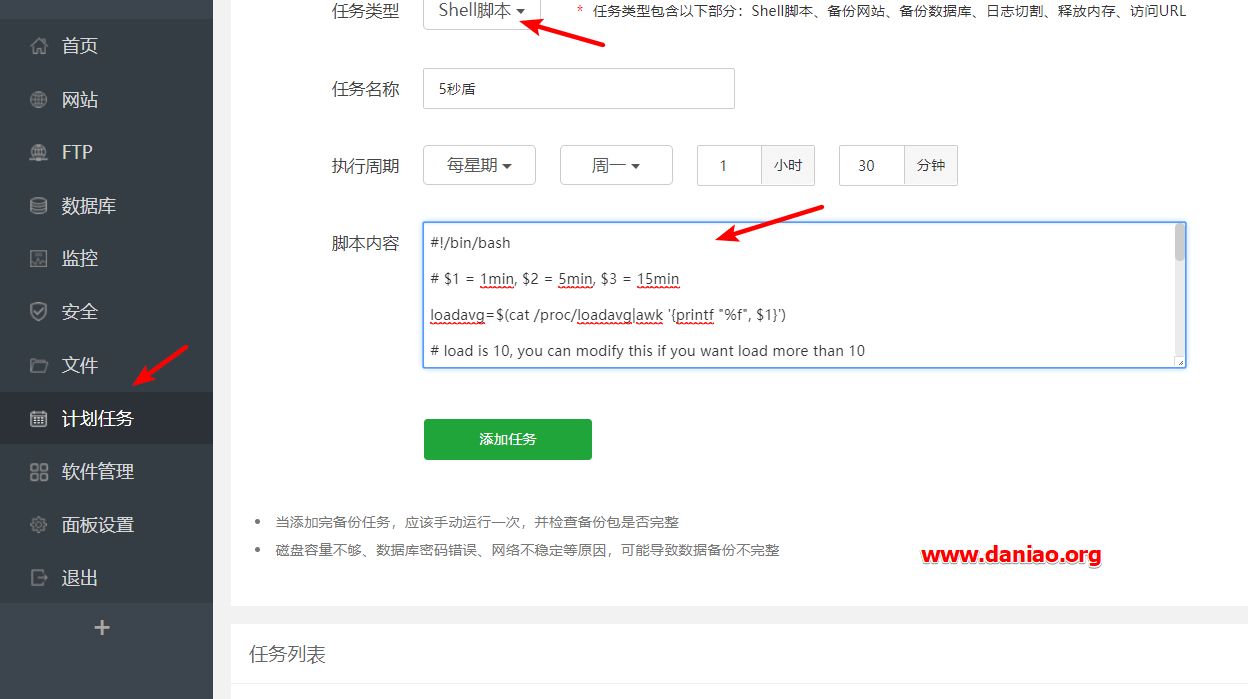 任务类型 Shell脚本 * 任务类型包含以下部分：Shell脚本、备份网站、备份数据库、日志切割、释放内存、访问URL
首页
任务名称 5秒盾
网站
FTP
执行周期 每星期 周一 1 小时 30 分钟
数据库
脚本内容 #!/bin/bash
监控
# $1 = 1min, $2 = 5min, $3 = 15min
安全
loadavg=$(cat /proc/loadavg|awk '{printf "%f", $1}')
# load is 10, you can modify this if you want load more than 10
文件
计划任务
添加任务
软件管理
面板设置
当添加完备份任务，应该手动运行一次，并检查备份包是否完整
磁盘容量不够、数据库密码错误、网络不稳定等原因，可能导致数据备份不完整
www.daniao.org
退出
+
任务列表